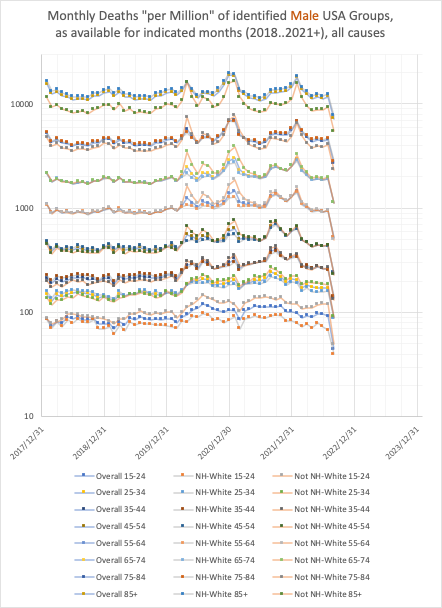 Monthly Deaths "per Million" of identified Male USA Groups,
as available for indicated months (2018..2021+), all causes
10000
1000
100
10
2017/12/31
2018/12/31
2019/12/31
2020/12/30
2021/12/31
2022/12/31
2023/12/31
Overall 15-24 NH-White 15-24 Not NH-White 15-24
Overall 25-34 NH-White 25-34 Not NH-White 25-34
Overall 35-44 NH-White 35-44 Not NH-White 35-44
Overall 45-54 NH-White 45-54 Not NH-White 45-54
Overall 55-64 NH-White 55-64 Not NH-White 55-64
Overall 65-74 NH-White 65-74 Not NH-White 65-74
Overall 75-84 NH-White 75-84 Not NH-White 75-84
Overall 85+ NH-White 85+ Not NH-White 85+